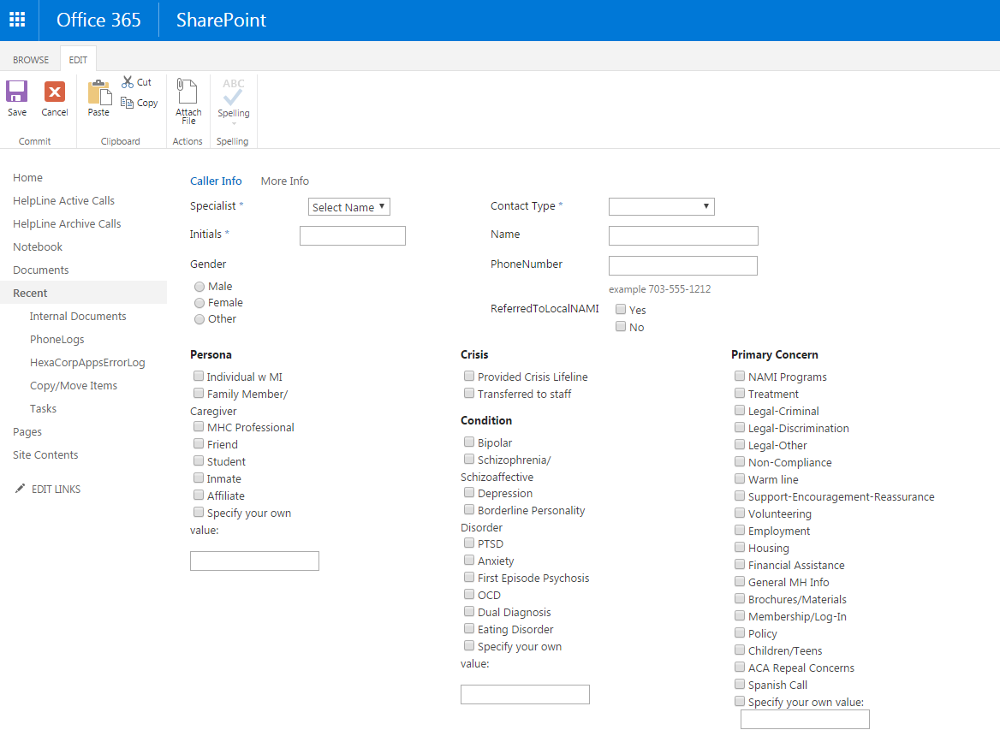 Office 365 SharePoint
BROWSE EDIT
Save Cancel Paste Cut Copy Attach File ABC Spelling
Commit Clipboard Actions Spelling
Home
HelpLine Active Calls
HelpLine Archive Calls
Notebook
Documents
Recent
Internal Documents
PhoneLogs
HexaCorpAppsErrorLog
Copy/Move Items
Tasks
Pages
Site Contents
EDIT LINKS
Caller Info More Info
Specialist * Select Name
Initials *
Gender
Male
Female
Other
Contact Type *
Name
PhoneNumber
example 703-555-1212
ReferredToLocalNAMI Yes
No
Persona
Individual w MI
Family Member/
Caregiver
MHC Professional
Friend
Student
Inmate
Affiliate
Specify your own
value:
Crisis
Provided Crisis Lifeline
Transferred to staff
Condition
Bipolar
Schizophrenia/
Schizoaffective
Depression
Borderline Personality
Disorder
PTSD
Anxiety
First Episode Psychosis
OCD
Dual Diagnosis
Eating Disorder
Specify your own
value:
Primary Concern
NAMI Programs
Treatment
Legal-Criminal
Legal-Discrimination
Legal-Other
Non-Compliance
Warm line
Support-Encouragement-Reassurance
Volunteering
Employment
Housing
Financial Assistance
General MH Info
Brochures/Materials
Membership/Log-In
Policy
Children/Teens
ACA Repeal Concerns
Spanish Call
Specify your own value: